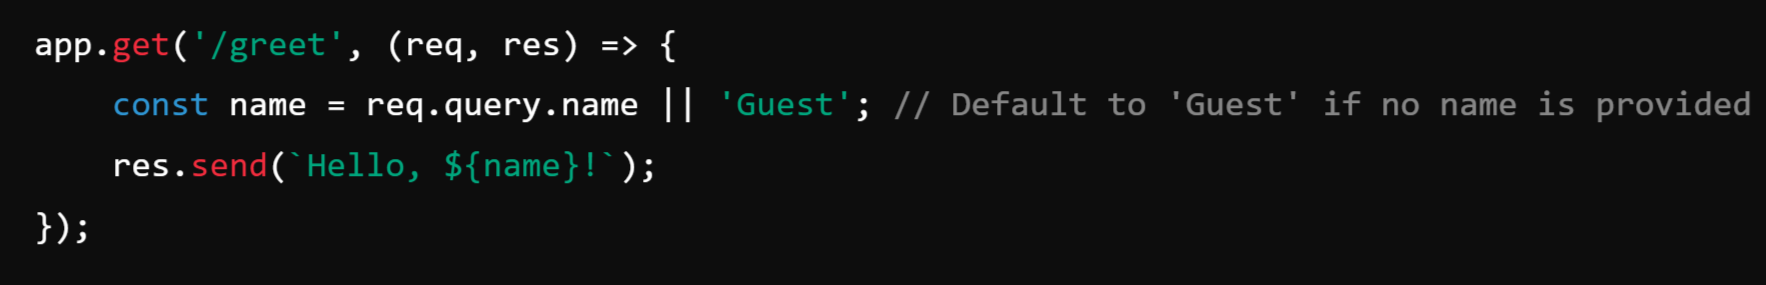 app.get('/greet', (req, res) => {
    const name = req.query.name || 'Guest'; // Default to 'Guest' if no name is provided
    res.send(`Hello, ${name}!`);
});